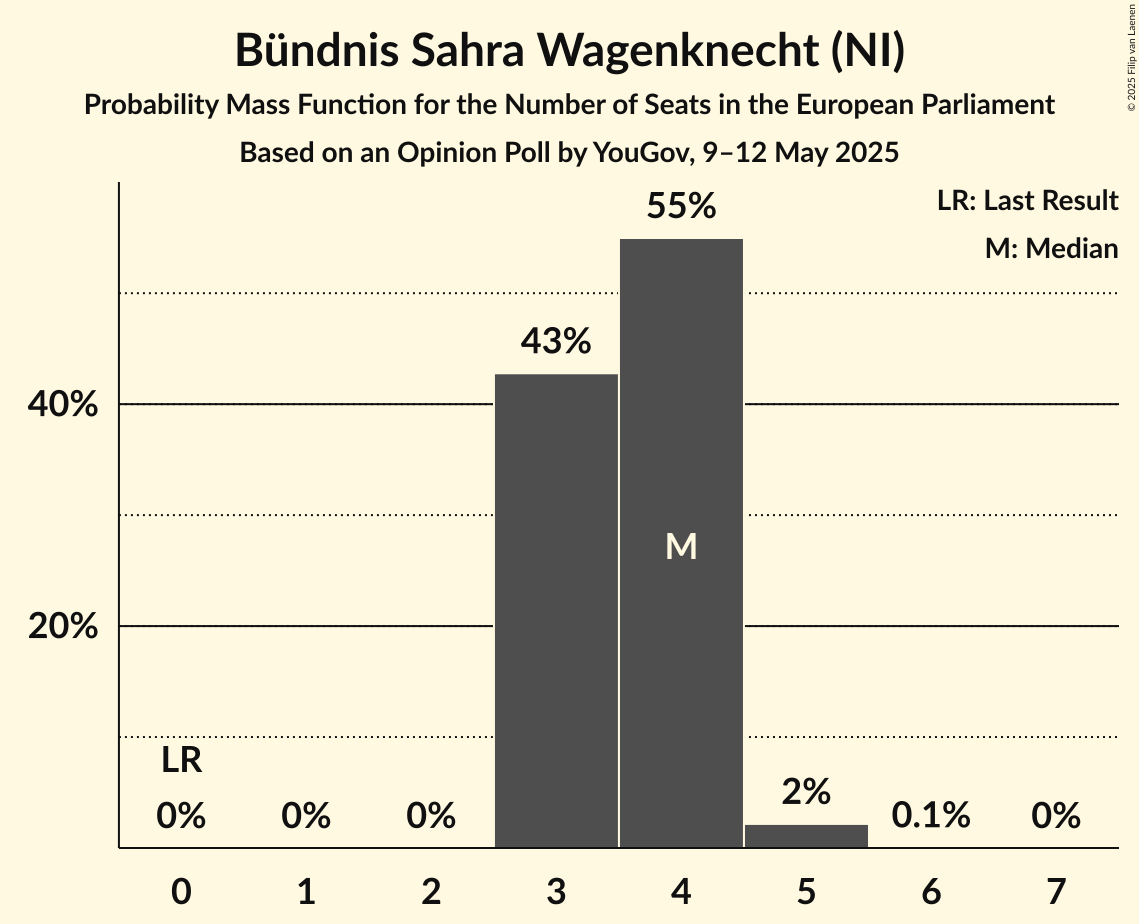 Bündnis Sahra Wagenknecht (NI)
Probability Mass Function for the Number of Seats in the European Parliament
Based on an Opinion Poll by YouGov, 9–12 May 2025
© 2025 Filip van Laenen
LR: Last Result
M: Median
55%
43%
40%
M
20%
LR
0%
0%
0%
2%
0.1%
0%
0 1 2 3 4 5 6 7